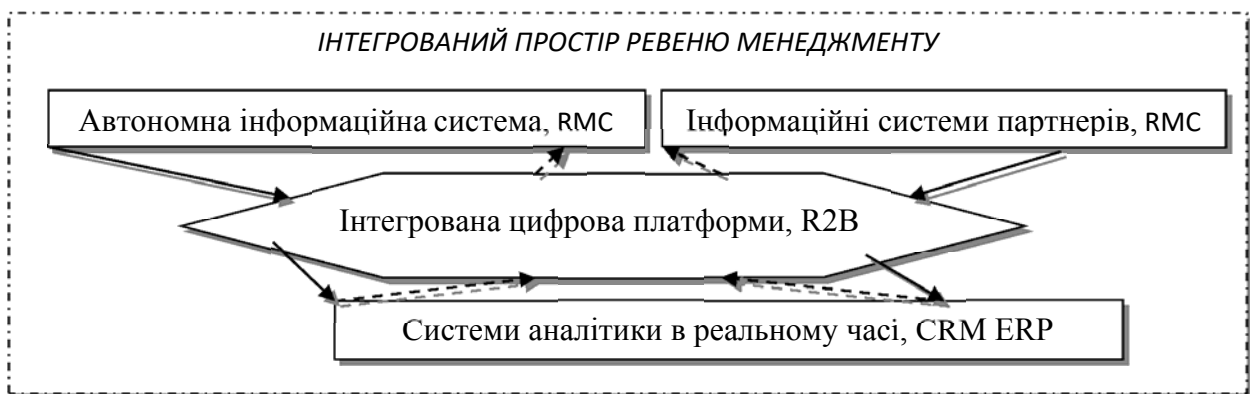 ІНТЕГРОВАНИЙ ПРОСТІР РЕВЕНЮ МЕНЕДЖМЕНТУ
Автономна інформаційна система, RMC
Інформаційні системи партнерів, RMC
Інтегрована цифрова платформи, R2B
Системи аналітики в реальному часі, CRM ERP